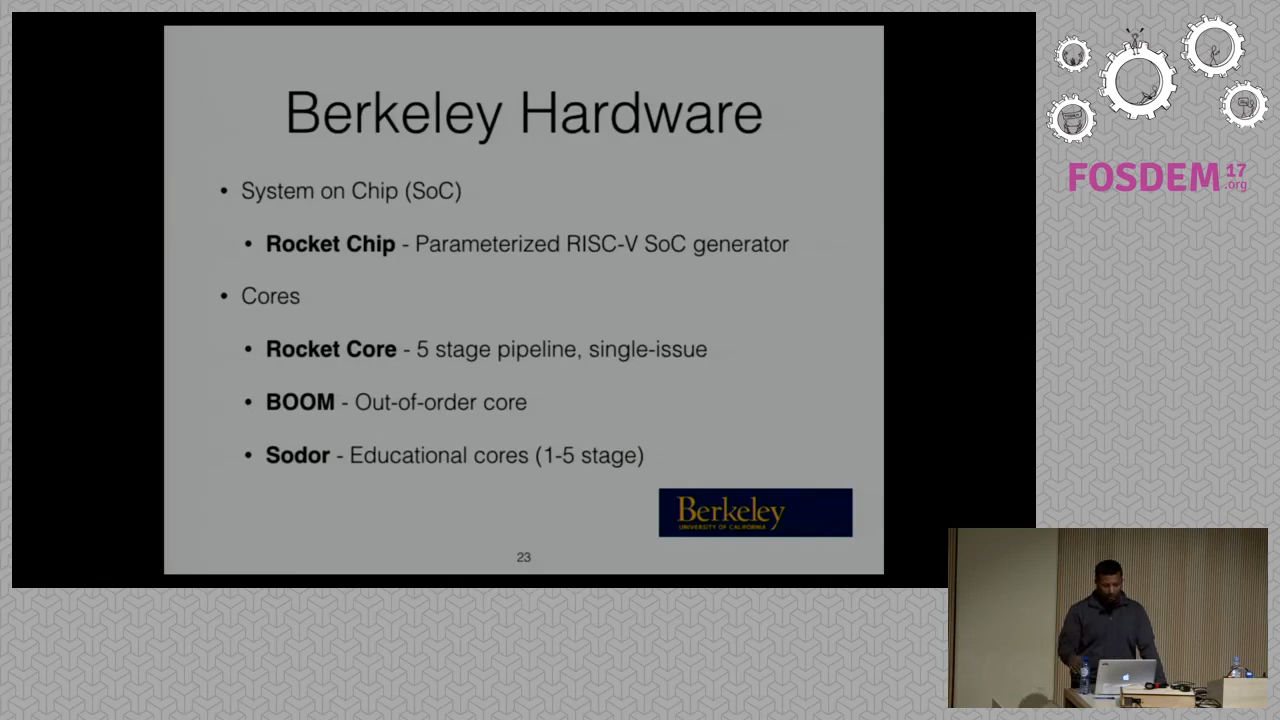 Berkeley Hardware
• System on Chip (SoC)
• Rocket Chip - Parameterized RISC-V SoC generator
• Cores
• Rocket Core - 5 stage pipeline, single-issue
• BOOM - Out-of-order core
• Sodor - Educational cores (1-5 stage)
Berkeley
UNIVERSITY OF CALIFORNIA
23
FOSDEM 17
.org